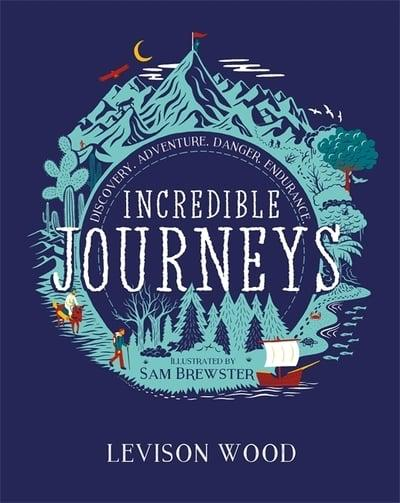 DISCOVERY. ADVENTURE. DANGER. ENDURANCE.
INCREDIBLE
JOURNEYS
ILLUSTRATED BY
SAM BREWSTER
LEVISON WOOD